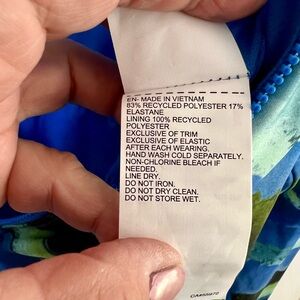 EN- MADE IN VIETNAM
83% RECYCLED POLYESTER 17%
ELASTANE
LINING 100% RECYCLED
POLYESTER
EXCLUSIVE OF TRIM
EXCLUSIVE OF ELASTIC
AFTER EACH WEARING.
HAND WASH COLD SEPARATELY.
NON-CHLORINE BLEACH IF
NEEDED.
LINE DRY.
DO NOT IRON.
DO NOT DRY CLEAN.
DO NOT STORE WET.